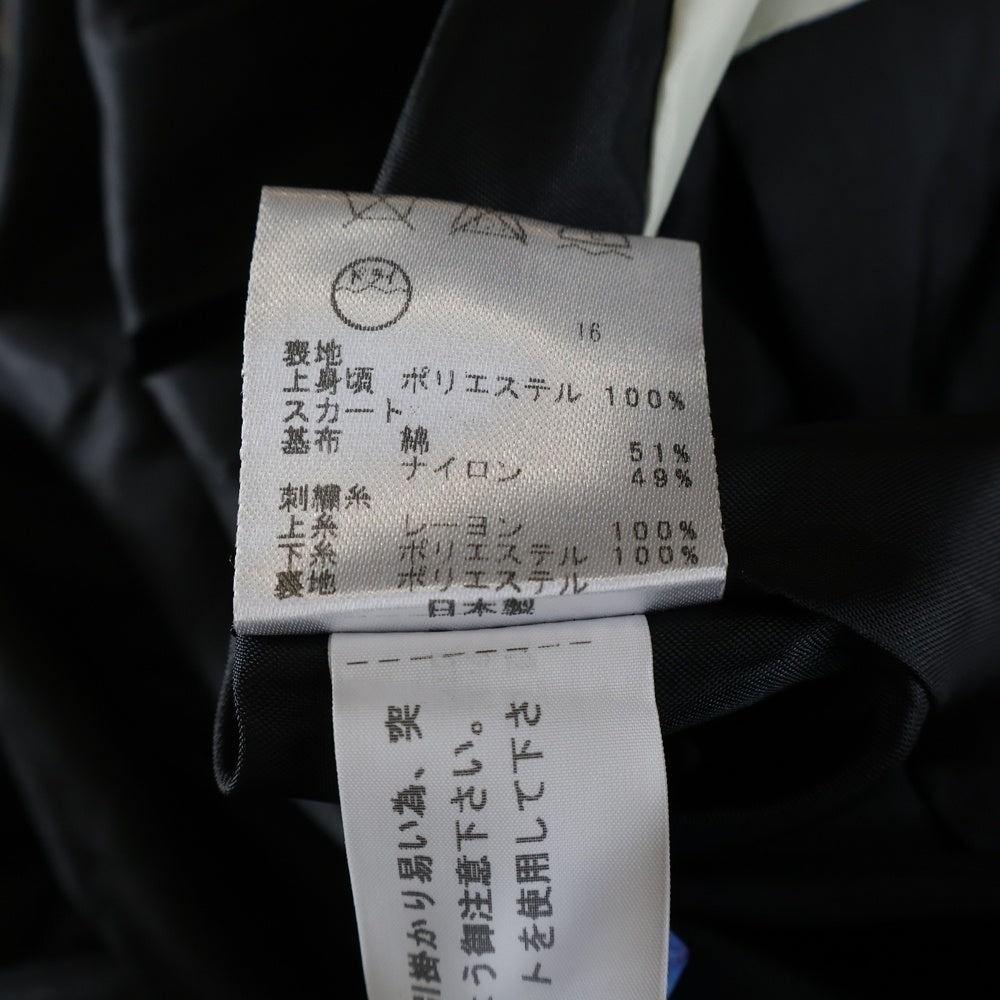 ドライ
16
表地
上身頃 ポリエステル 100%
スカート
基布 綿 51%
ナイロン 49%
刺繍糸
上糸 レーヨン 100%
下糸 ポリエステル 100%
裏地 ポリエステル
日本製
引掛かり易い為、突
う御注意下さい。
トを使用して下さ